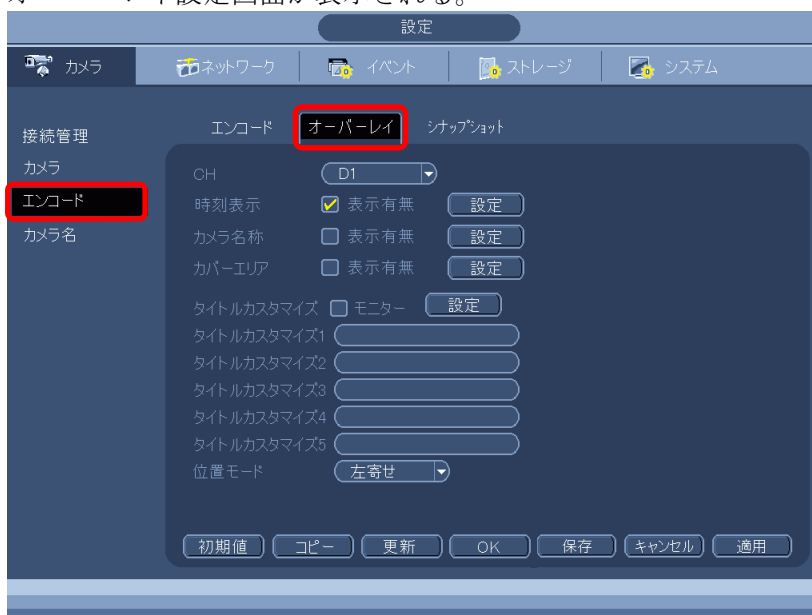 設定画面が表示される。
設定
カメラ ネットワーク イベント ストレージ システム
接続管理
カメラ
エンコード
カメラ名
エンコード オーバーレイ シナップショット
CH D1
時刻表示 表示有無 設定
カメラ名称 表示有無 設定
カバーエリア 表示有無 設定
タイトルカスタマイズ モニター 設定
タイトルカスタマイズ1
タイトルカスタマイズ2
タイトルカスタマイズ3
タイトルカスタマイズ4
タイトルカスタマイズ5
位置モード 左寄せ
初期値 コピー 更新 OK 保存 キャンセル 適用